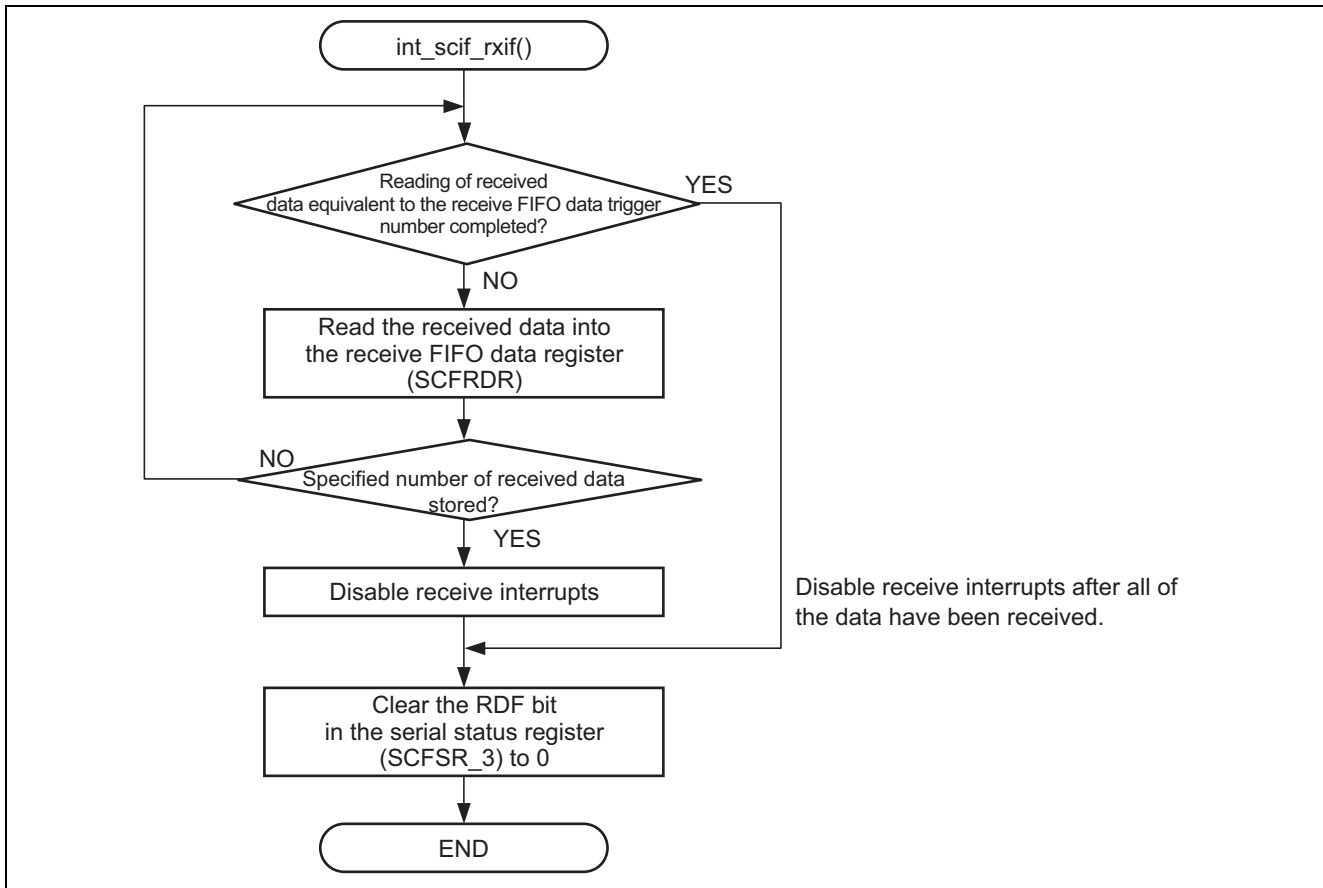 int_scif_rxif()
Reading of received
data equivalent to the receive FIFO data trigger
number completed?
YES
NO
Read the received data into
the receive FIFO data register
(SCFRDR)
NO
Specified number of received data
stored?
YES
Disable receive interrupts
Disable receive interrupts after all of
the data have been received.
Clear the RDF bit
in the serial status register
(SCFSR_3) to 0
END